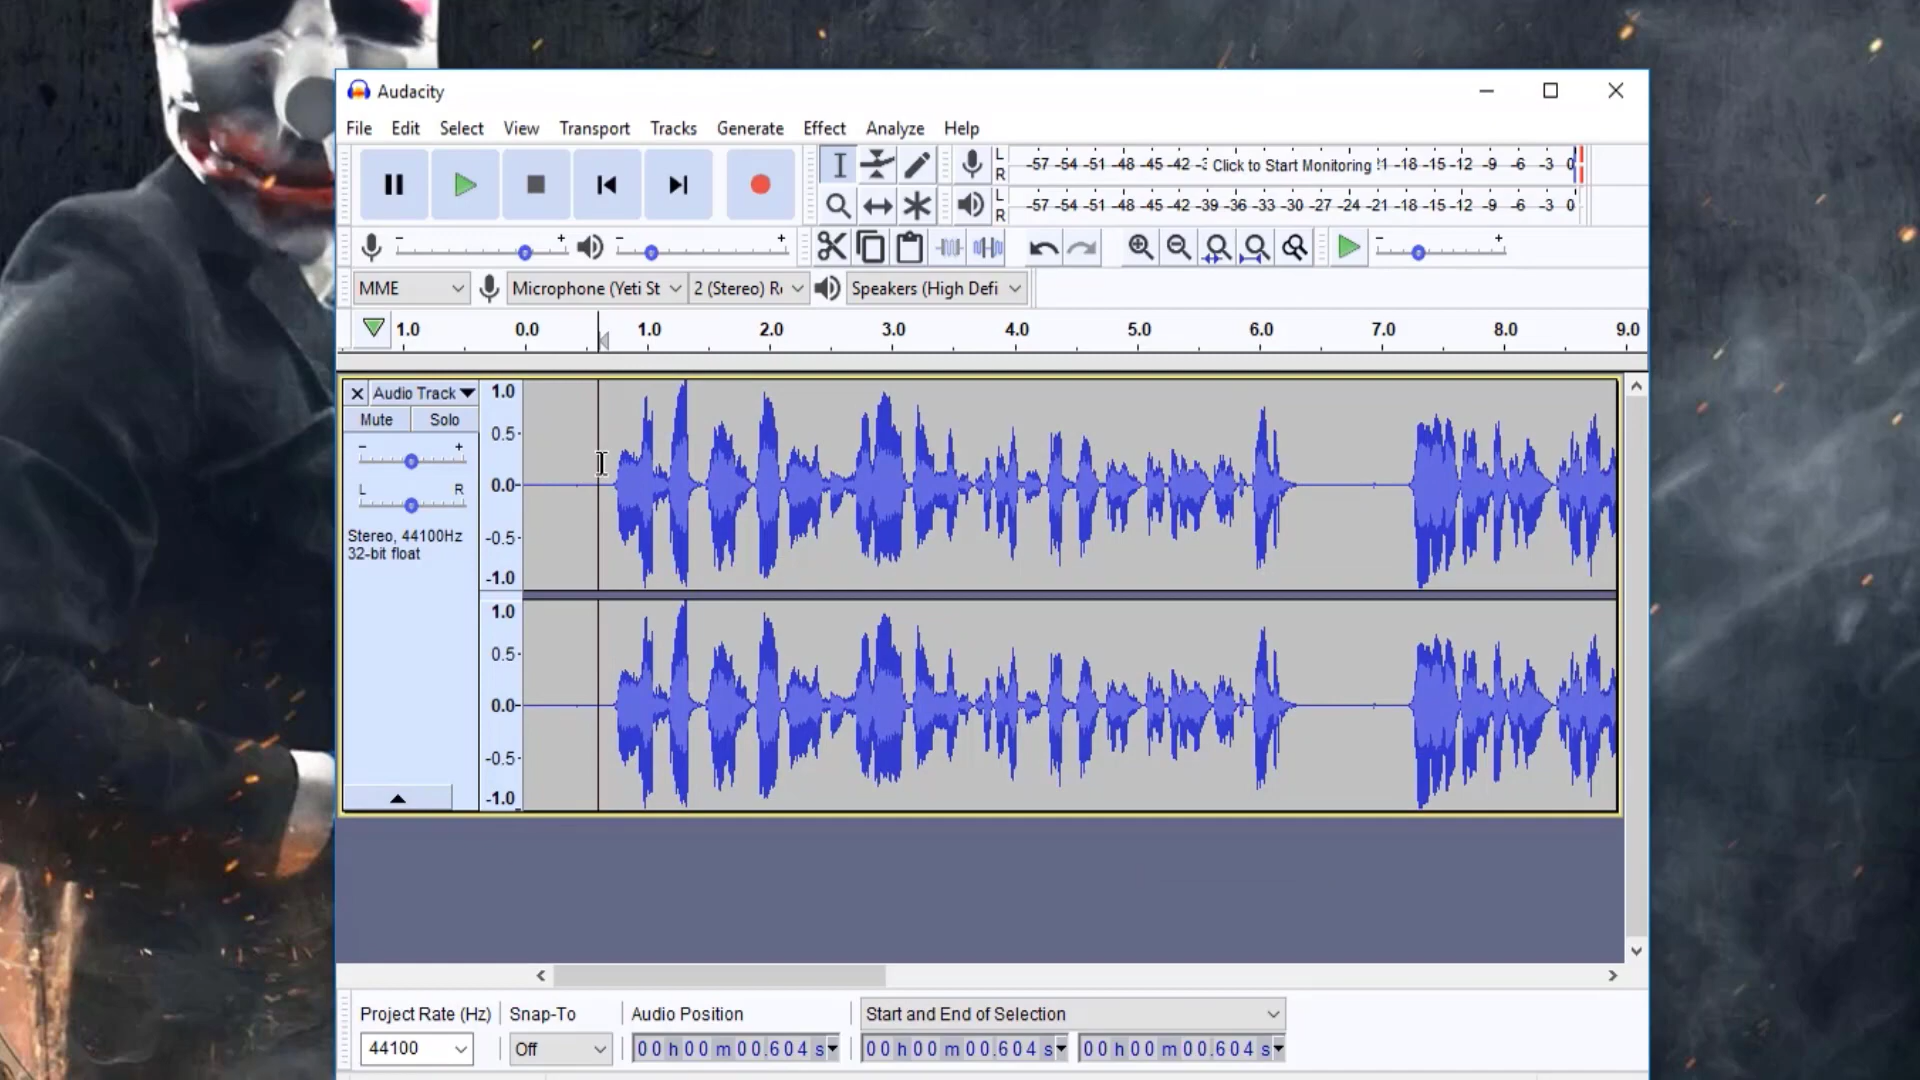 Audacity
File Edit Select View Transport Tracks Generate Effect Analyze Help
L R -57 -54 -51 -48 -45 -42 Click to Start Monitoring -18 -15 -12 -9 -6 -3 0
L R -57 -54 -51 -48 -45 -42 -39 -36 -33 -30 -27 -24 -21 -18 -15 -12 -9 -6 -3 0
- + - + - +
MME Microphone (Yeti St 2 (Stereo) Speakers (High Defi
1.0 0.0 1.0 2.0 3.0 4.0 5.0 6.0 7.0 8.0 9.0
Audio Track
Mute Solo
- +
L R
Stereo, 44100Hz
32-bit float
1.0
0.5-
0.0-
-0.5-
-1.0
1.0
0.5-
0.0-
-0.5-
-1.0
Project Rate (Hz) Snap-To Audio Position Start and End of Selection
44100 Off 00 h 00 m 00.604 s 00 h 00 m 00.604 s 00 h 00 m 00.604 s